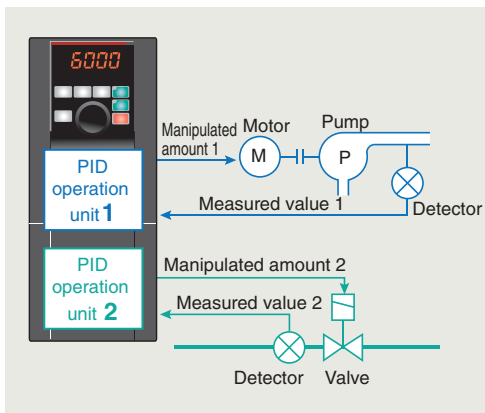 6000
Manipulated
amount 1
Motor
Pump
M
P
PID
operation
unit 1
Measured value 1
Detector
PID
operation
unit 2
Manipulated amount 2
Measured value 2
Detector
Valve